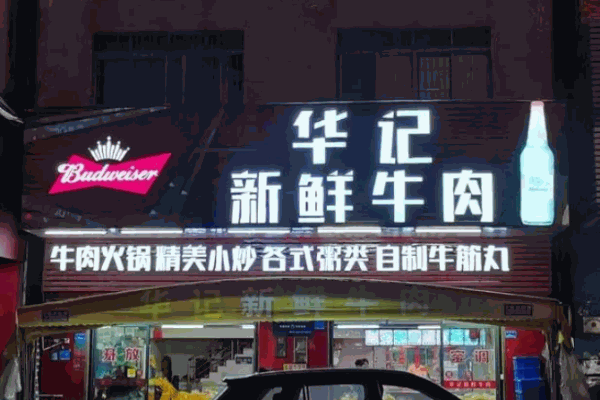 华记
Budweiser
新鲜牛肉
牛肉火锅 精美小炒 各式粥类 自制牛筋丸
华记新鲜牛肉